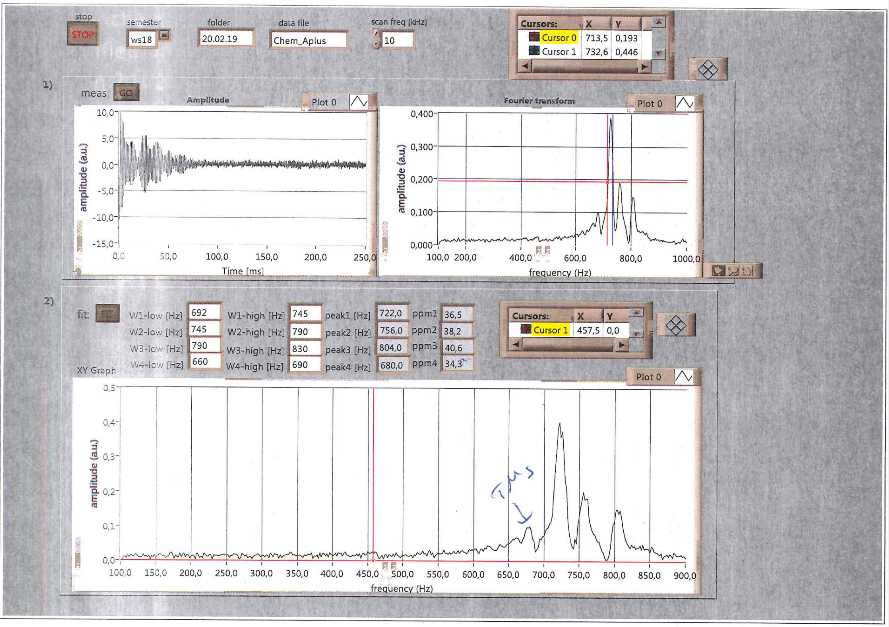 stop
semester
folder
data file
scan freq (kHz)
STOP
ws18
20.02.19
Chem_Aplus
10
Cursors: X Y
Cursor 0 713,5 0,193
Cursor 1 732,6 0,446
1)
meas
GO
Amplitude
Plot 0
amplitude (a.u.)
10,0
5,0
0,0
-5,0
-10,0
-15,0
0,0 50,0 100,0 150,0 200,0 250,0
Time [ms]
Fourier transform
Plot 0
amplitude (a.u.)
0,400
0,300
0,200
0,100
0,000
100,0 200,0 400,0 600,0 800,0 1000,0
frequency (Hz)
2)
fit:
W1-low [Hz] 692 W1-high [Hz] 745 peak1 [Hz] 722,0 ppm1 36,5
W2-low [Hz] 745 W2-high [Hz] 790 peak2 [Hz] 756,0 ppm2 38,2
W3-low [Hz] 790 W3-high [Hz] 830 peak3 [Hz] 804,0 ppm3 40,6
W4-low [Hz] 660 W4-high [Hz] 690 peak4 [Hz] 680,0 ppm4 34,3
Cursors: X Y
Cursor 1 457,5 0,0
XY Graph
Plot 0
amplitude (a.u.)
0,5
0,4
0,3
0,2
0,1
0,0
TMS
100,0 150,0 200,0 250,0 300,0 350,0 400,0 450,0 500,0 550,0 600,0 650,0 700,0 750,0 800,0 850,0 900,0
frequency (Hz)